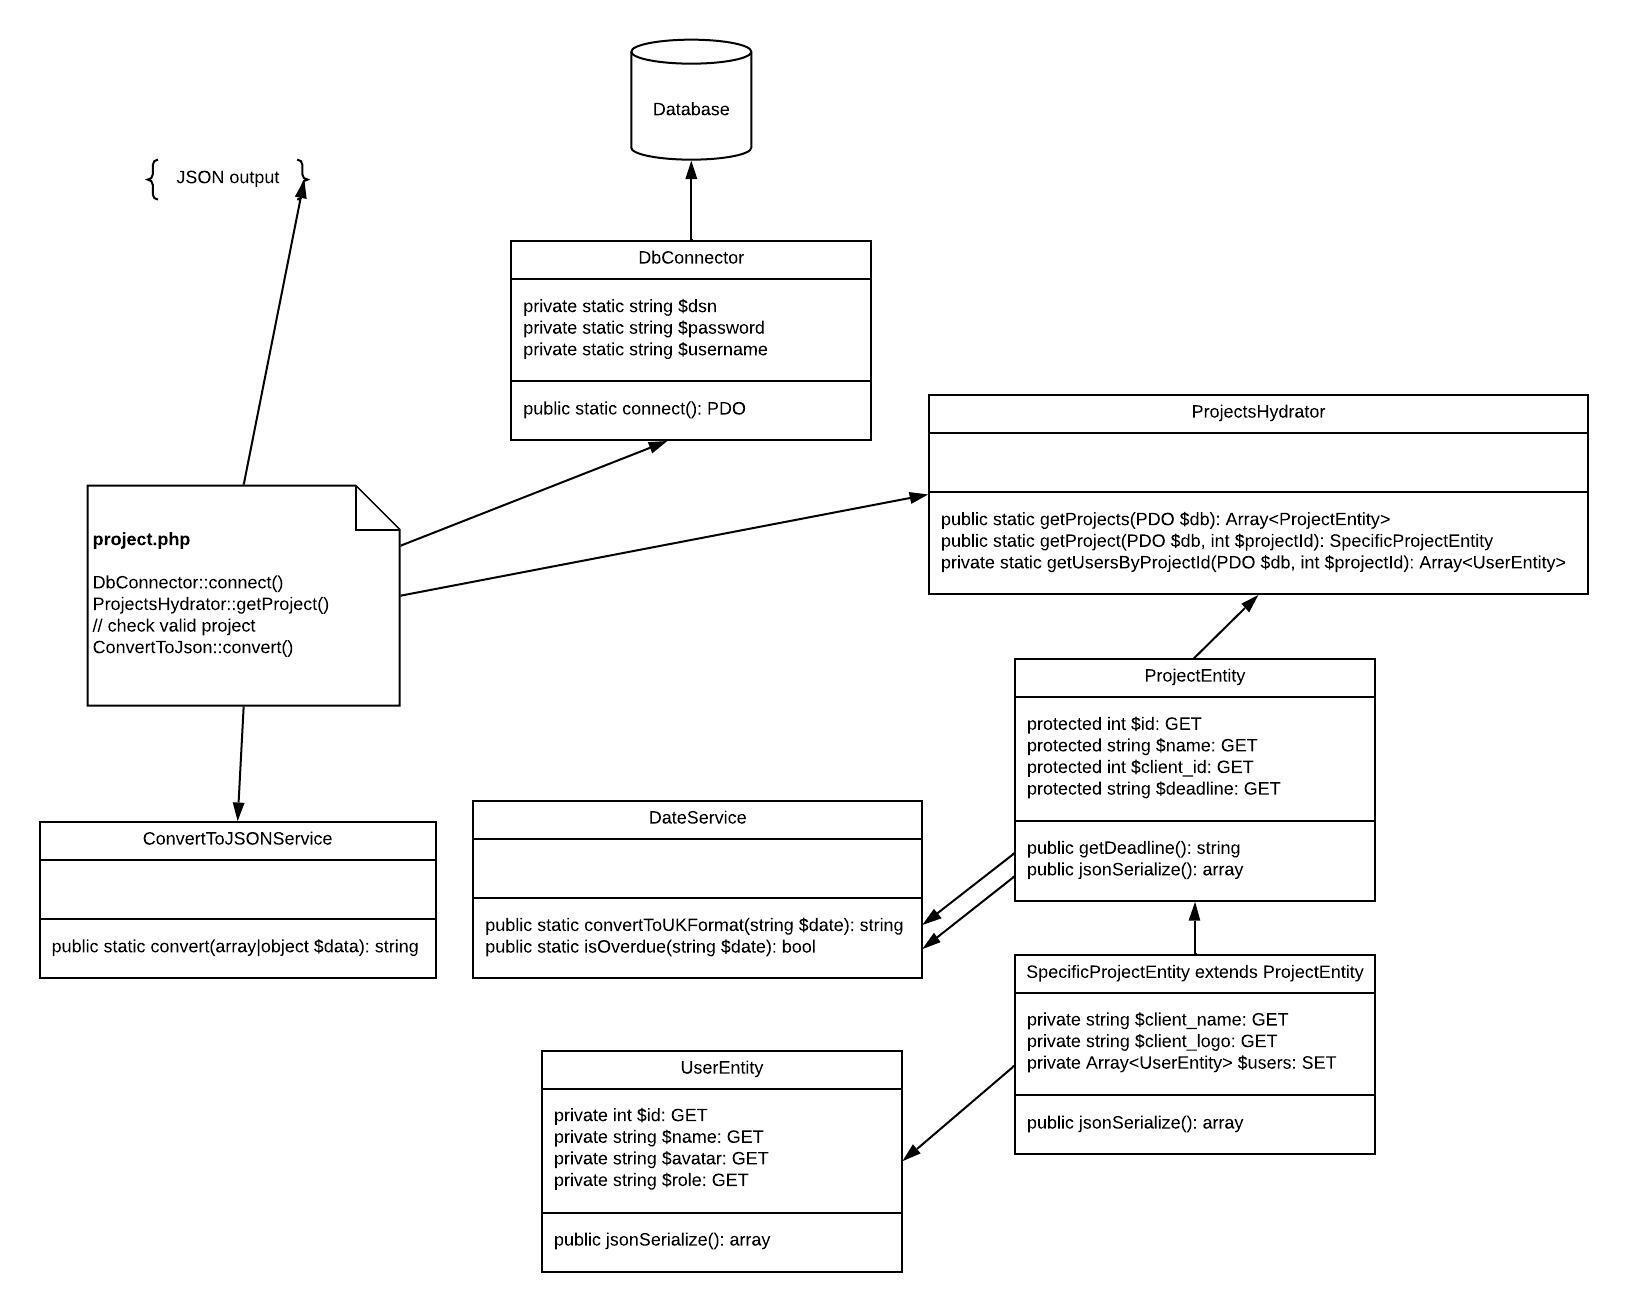 Database
{ JSON output }
DbConnector
private static string $dsn
private static string $password
private static string $username
public static connect(): PDO
ProjectsHydrator
public static getProjects(PDO $db): Array<ProjectEntity>
public static getProject(PDO $db, int $projectId): SpecificProjectEntity
private static getUsersByProjectId(PDO $db, int $projectId): Array<UserEntity>
project.php
DbConnector::connect()
ProjectsHydrator::getProject()
// check valid project
ConvertToJson::convert()
ProjectEntity
protected int $id: GET
protected string $name: GET
protected int $client_id: GET
protected string $deadline: GET
public getDeadline(): string
public jsonSerialize(): array
ConvertToJSONService
public static convert(array|object $data): string
DateService
public static convertToUKFormat(string $date): string
public static isOverdue(string $date): bool
SpecificProjectEntity extends ProjectEntity
private string $client_name: GET
private string $client_logo: GET
private Array<UserEntity> $users: SET
public jsonSerialize(): array
UserEntity
private int $id: GET
private string $name: GET
private string $avatar: GET
private string $role: GET
public jsonSerialize(): array